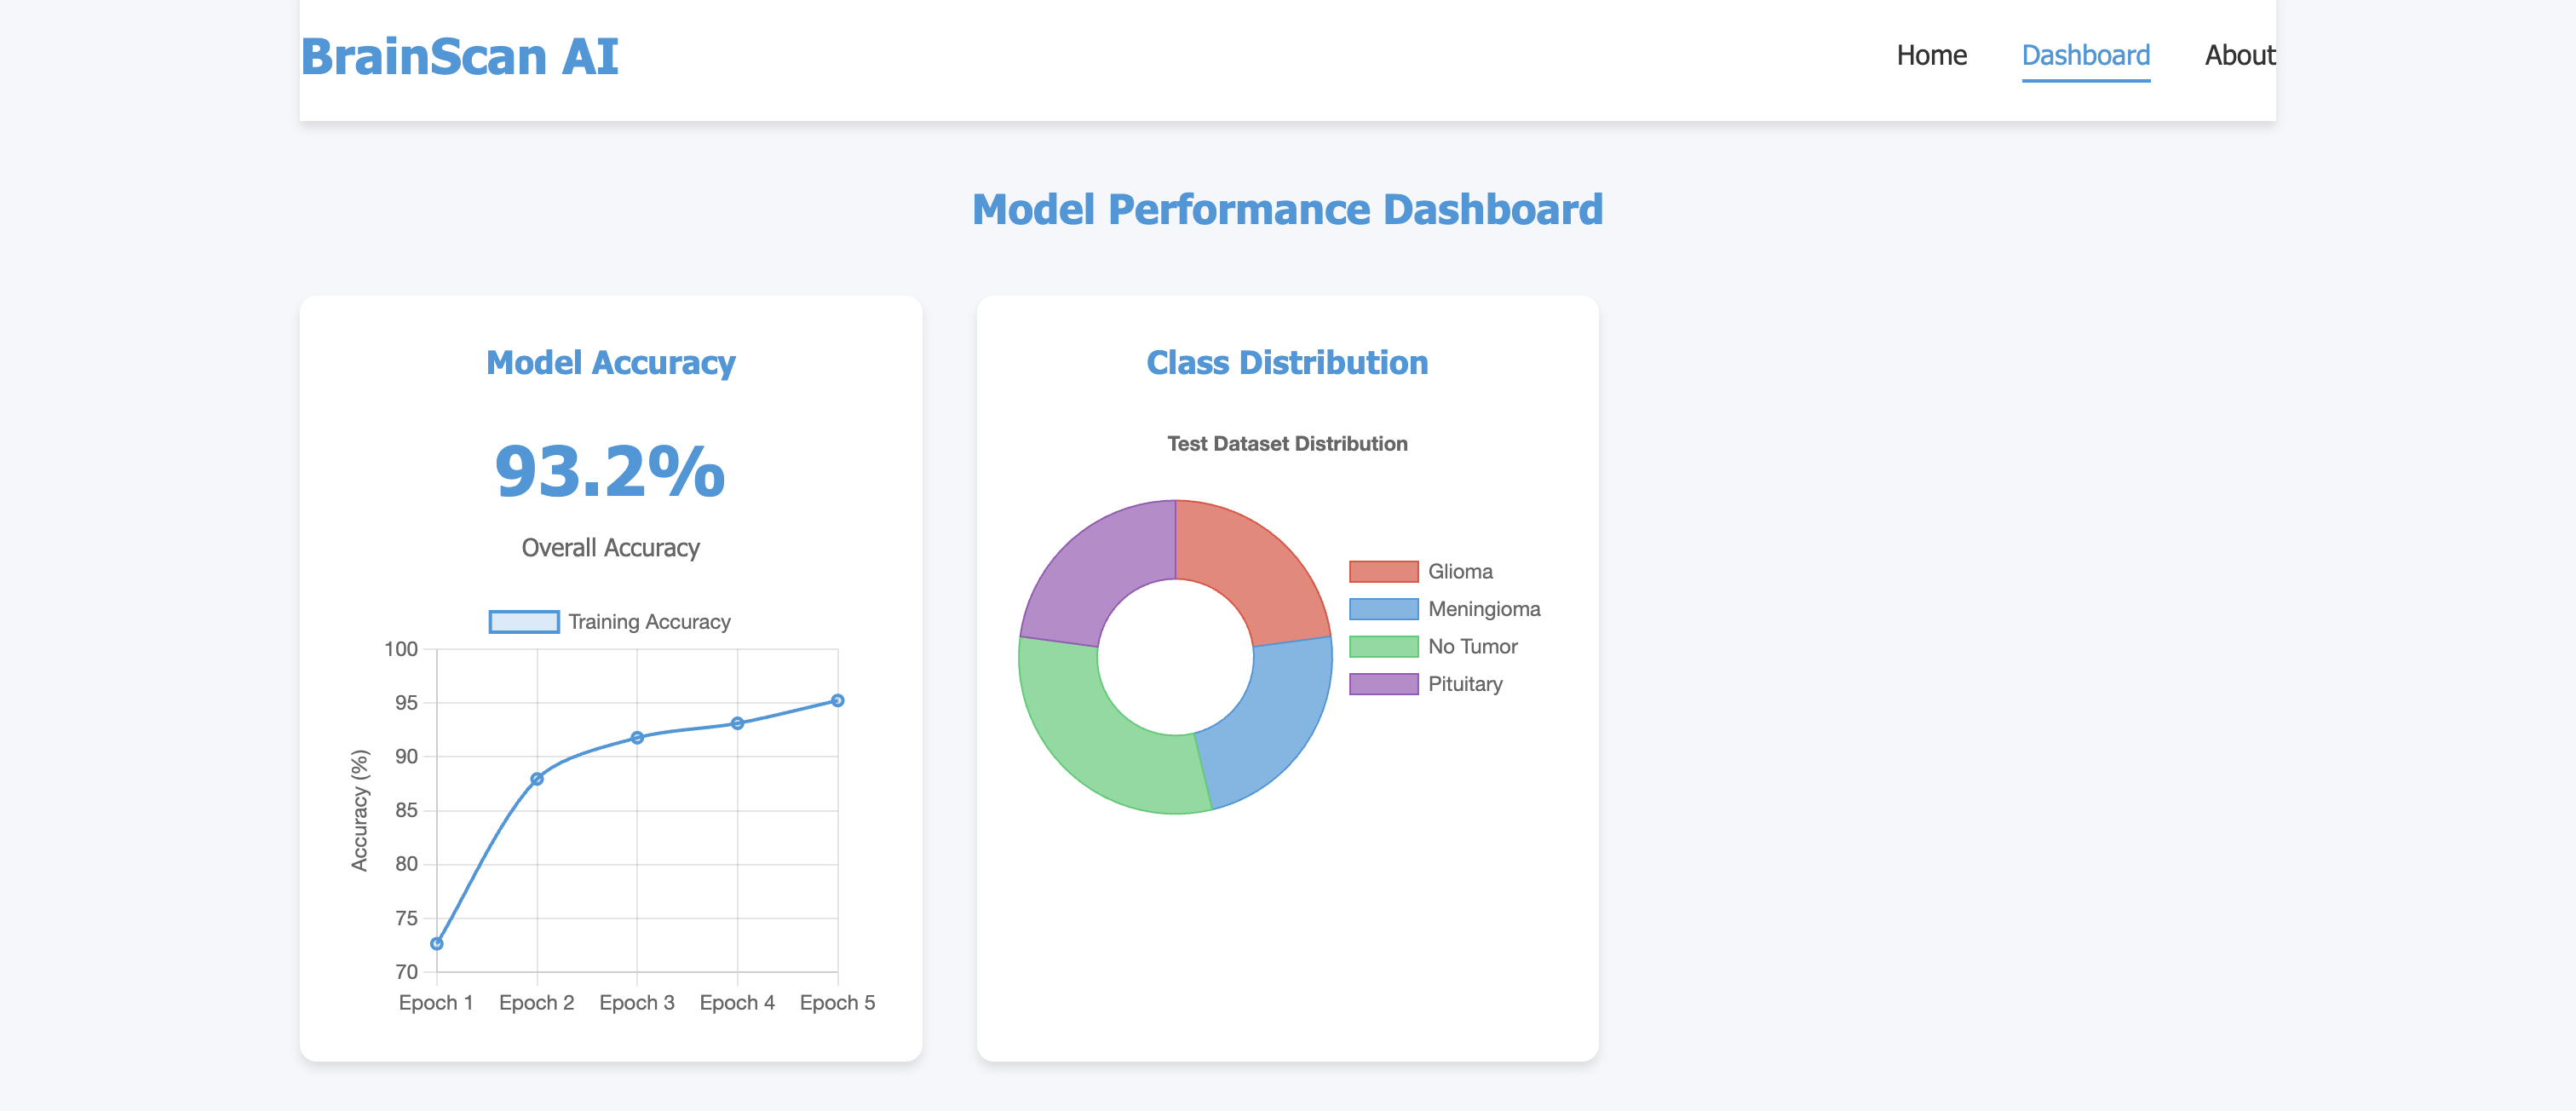 BrainScan AI
Home Dashboard About
Model Performance Dashboard
Model Accuracy
93.2%
Overall Accuracy
Training Accuracy
100
95
90
85
80
75
70
Accuracy (%)
Epoch 1 Epoch 2 Epoch 3 Epoch 4 Epoch 5
Class Distribution
Test Dataset Distribution
Glioma
Meningioma
No Tumor
Pituitary